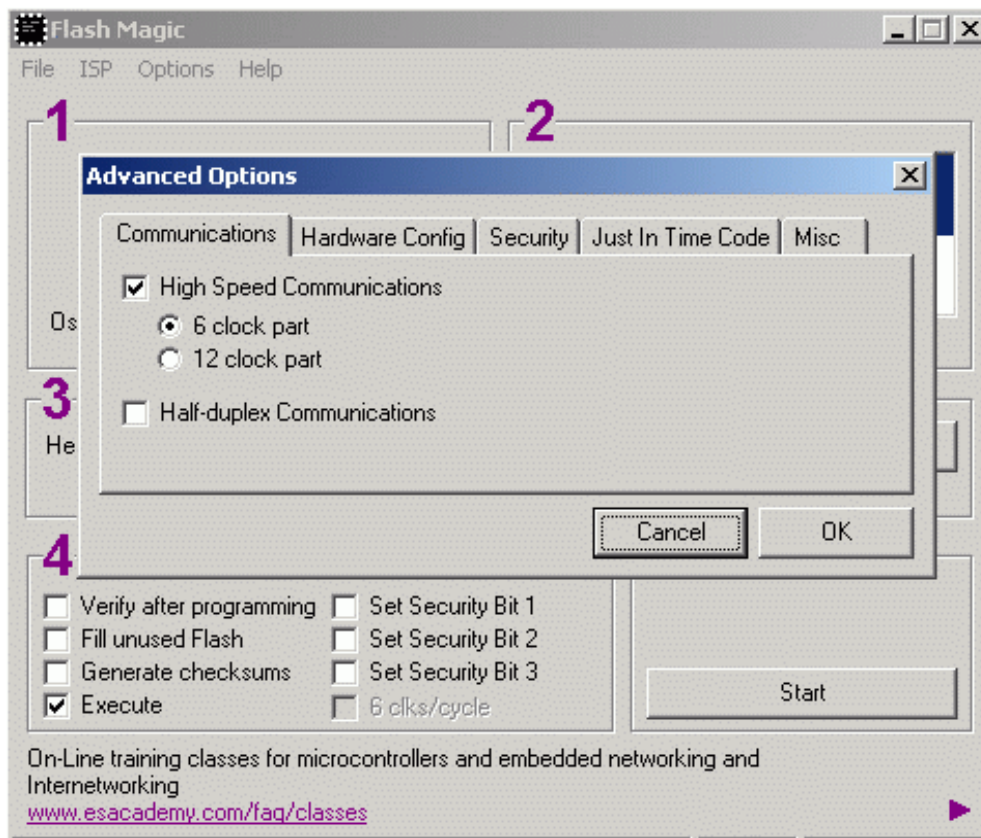 Flash Magic
File ISP Options Help
1
2
Advanced Options
Communications Hardware Config Security Just In Time Code Misc
High Speed Communications
6 clock part
12 clock part
Half-duplex Communications
Os
3
He
Cancel OK
4
Verify after programming Set Security Bit 1
Fill unused Flash Set Security Bit 2
Generate checksums Set Security Bit 3
Execute 6 clks/cycle
Start
On-Line training classes for microcontrollers and embedded networking and
Internetworking
www.esacademy.com/faq/classes